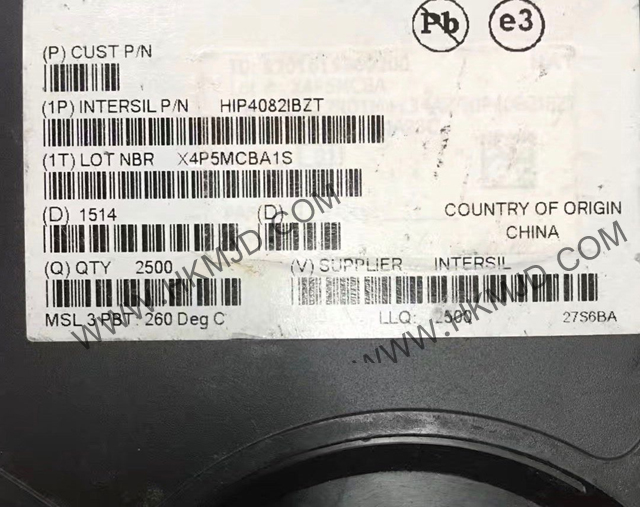 Pb
e3
(P) CUST P/N
(1P) INTERSIL P/N HIP4082IBZT
(1T) LOT NBR X4P5MCBA1S
(D) 1514 (D)
COUNTRY OF ORIGIN
CHINA
(Q) QTY 2500 (V) SUPPLIER INTERSIL
MSL 3 PBT: 260 Deg C LLQ: 2500 27S6BA
WWW.HKMJD.COM
WWW.HKMJD.COM